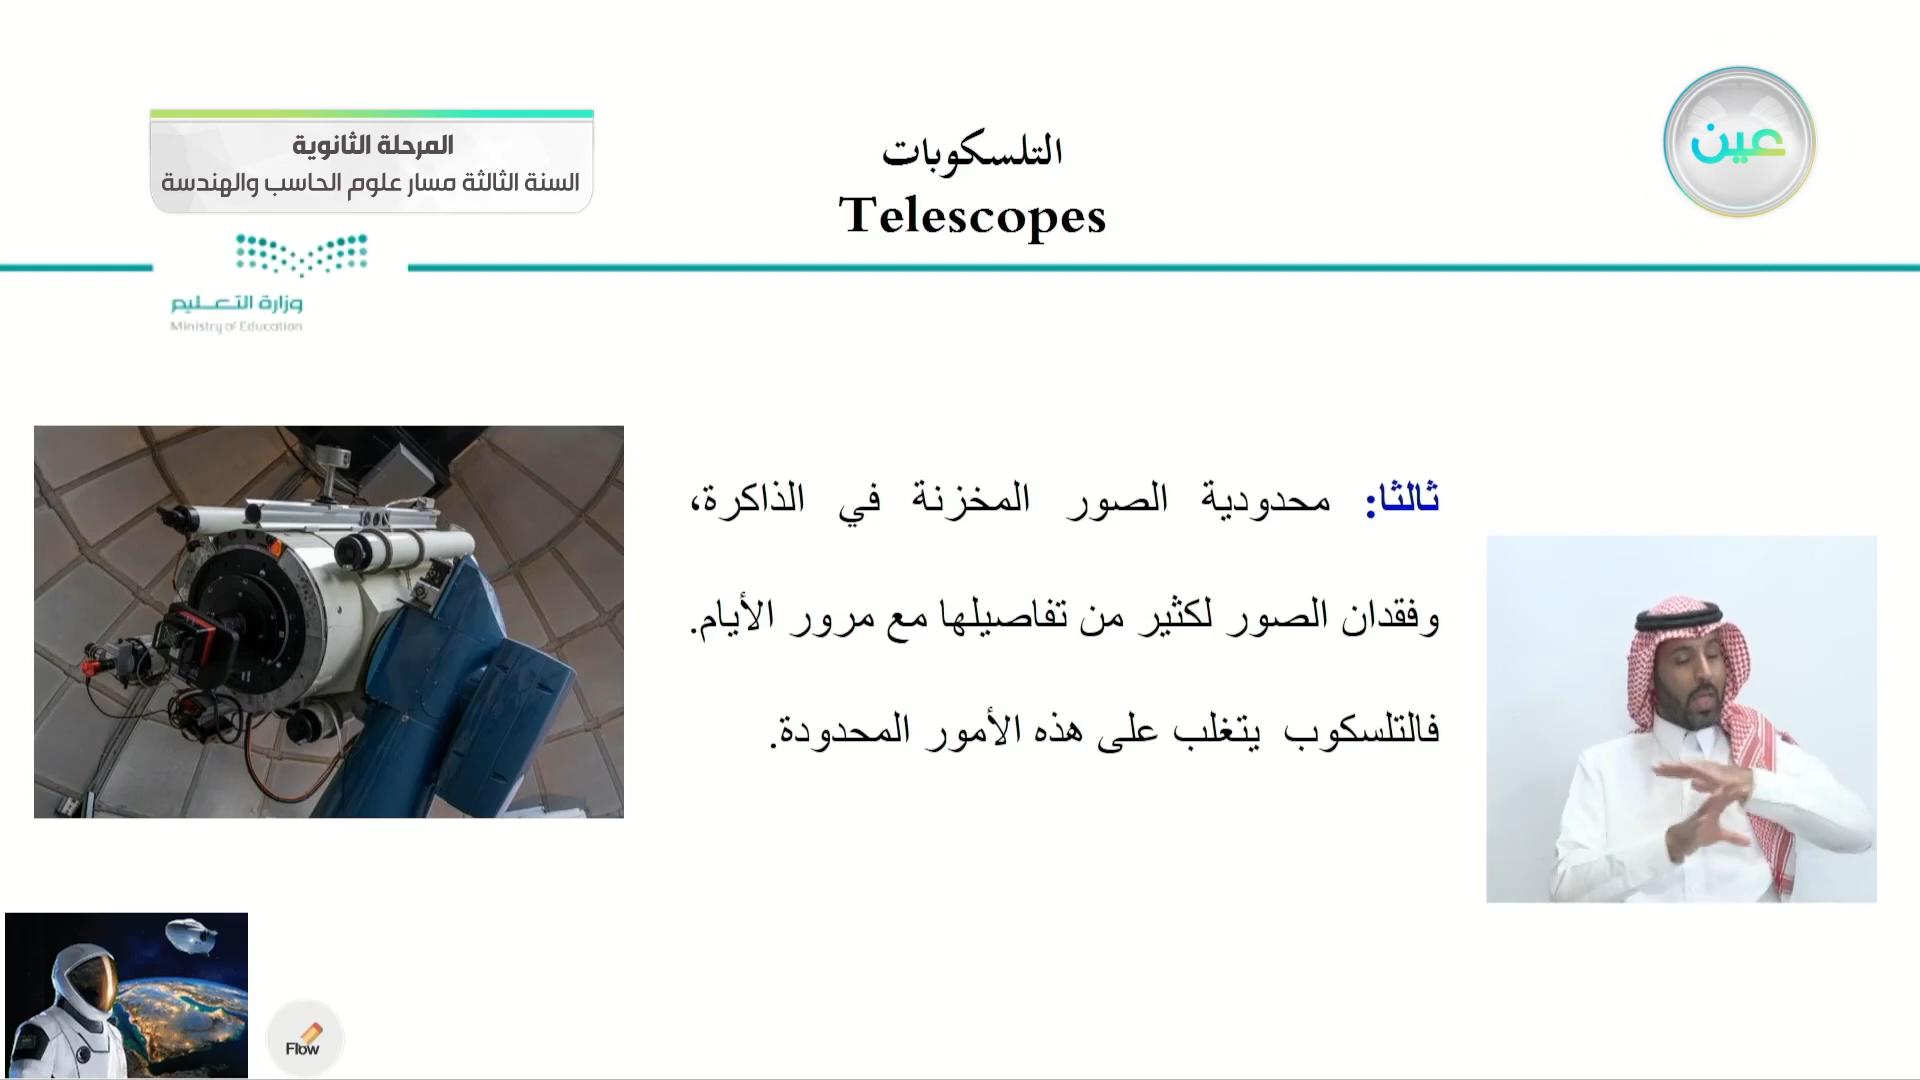 المرحلة الثانوية
السنة الثالثة مسار علوم الحاسب والهندسة
التلسكوبات
Telescopes
عين
وزارة التعليم
Ministry of Education
ثالثا: محدودية الصور المخزنة في الذاكرة،
وفقدان الصور لكثير من تفاصيلها مع مرور الأيام.
فالتلسكوب يتغلب على هذه الأمور المحدودة.
Flow